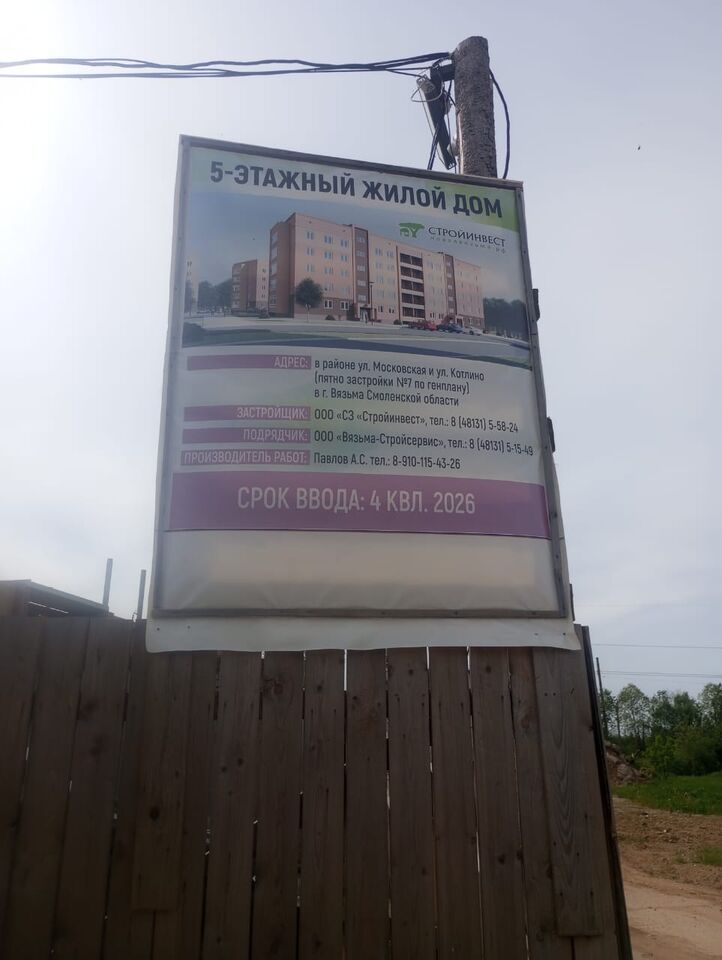 5-ЭТАЖНЫЙ ЖИЛОЙ ДОМ
СТРОЙИНВЕСТ
АДРЕС: в районе ул. Московская и ул. Котлино
(пятно застройки №7 по генплану)
в г. Вязьма Смоленской области
ЗАСТРОЙЩИК: ООО «СЗ «Стройинвест», тел.: 8 (48131) 5-58-24
ПОДРЯДЧИК: ООО «Вязьма-Стройсервис», тел.: 8 (48131) 5-15-49
ПРОИЗВОДИТЕЛЬ РАБОТ: Павлов А.С. тел.: 8-910-115-43-26
СРОК ВВОДА: 4 КВЛ. 2026